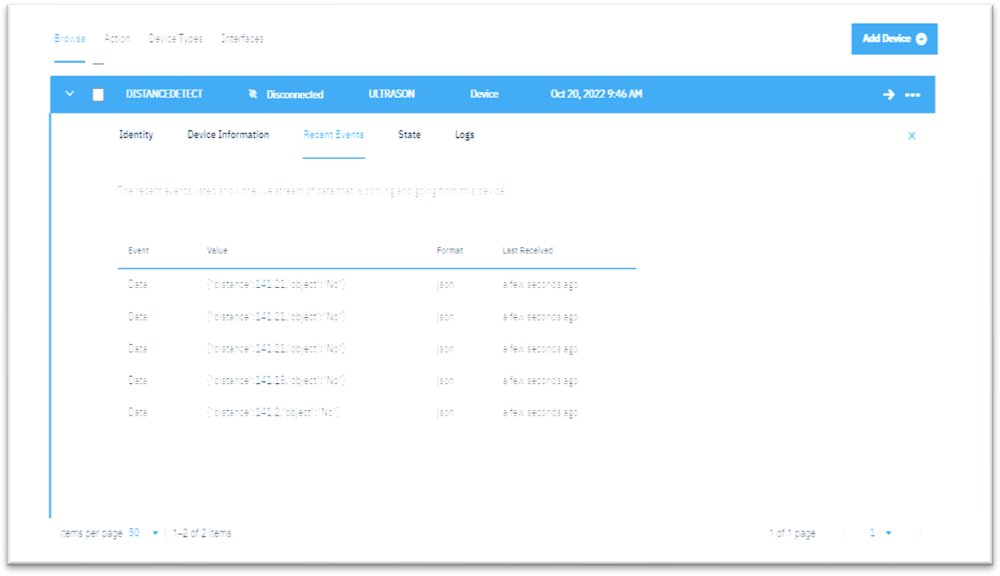 Browse Action Device Types Interfaces Add Device
DISTANCEDETECT Disconnected ULTRASON Device Oct 20, 2022 9:46 AM
Identity Device Information Recent Events State Logs X
The recent events listed show the live stream of data that is coming and going from this device.
Event Value Format Last Received
Data {"distance":141.21,"object":"No"} json a few seconds ago
Data {"distance":141.21,"object":"No"} json a few seconds ago
Data {"distance":141.21,"object":"No"} json a few seconds ago
Data {"distance":141.18,"object":"No"} json a few seconds ago
Data {"distance":141.2,"object":"No"} json a few seconds ago
Items per page 50 | 1–2 of 2 items 1 of 1 page 1